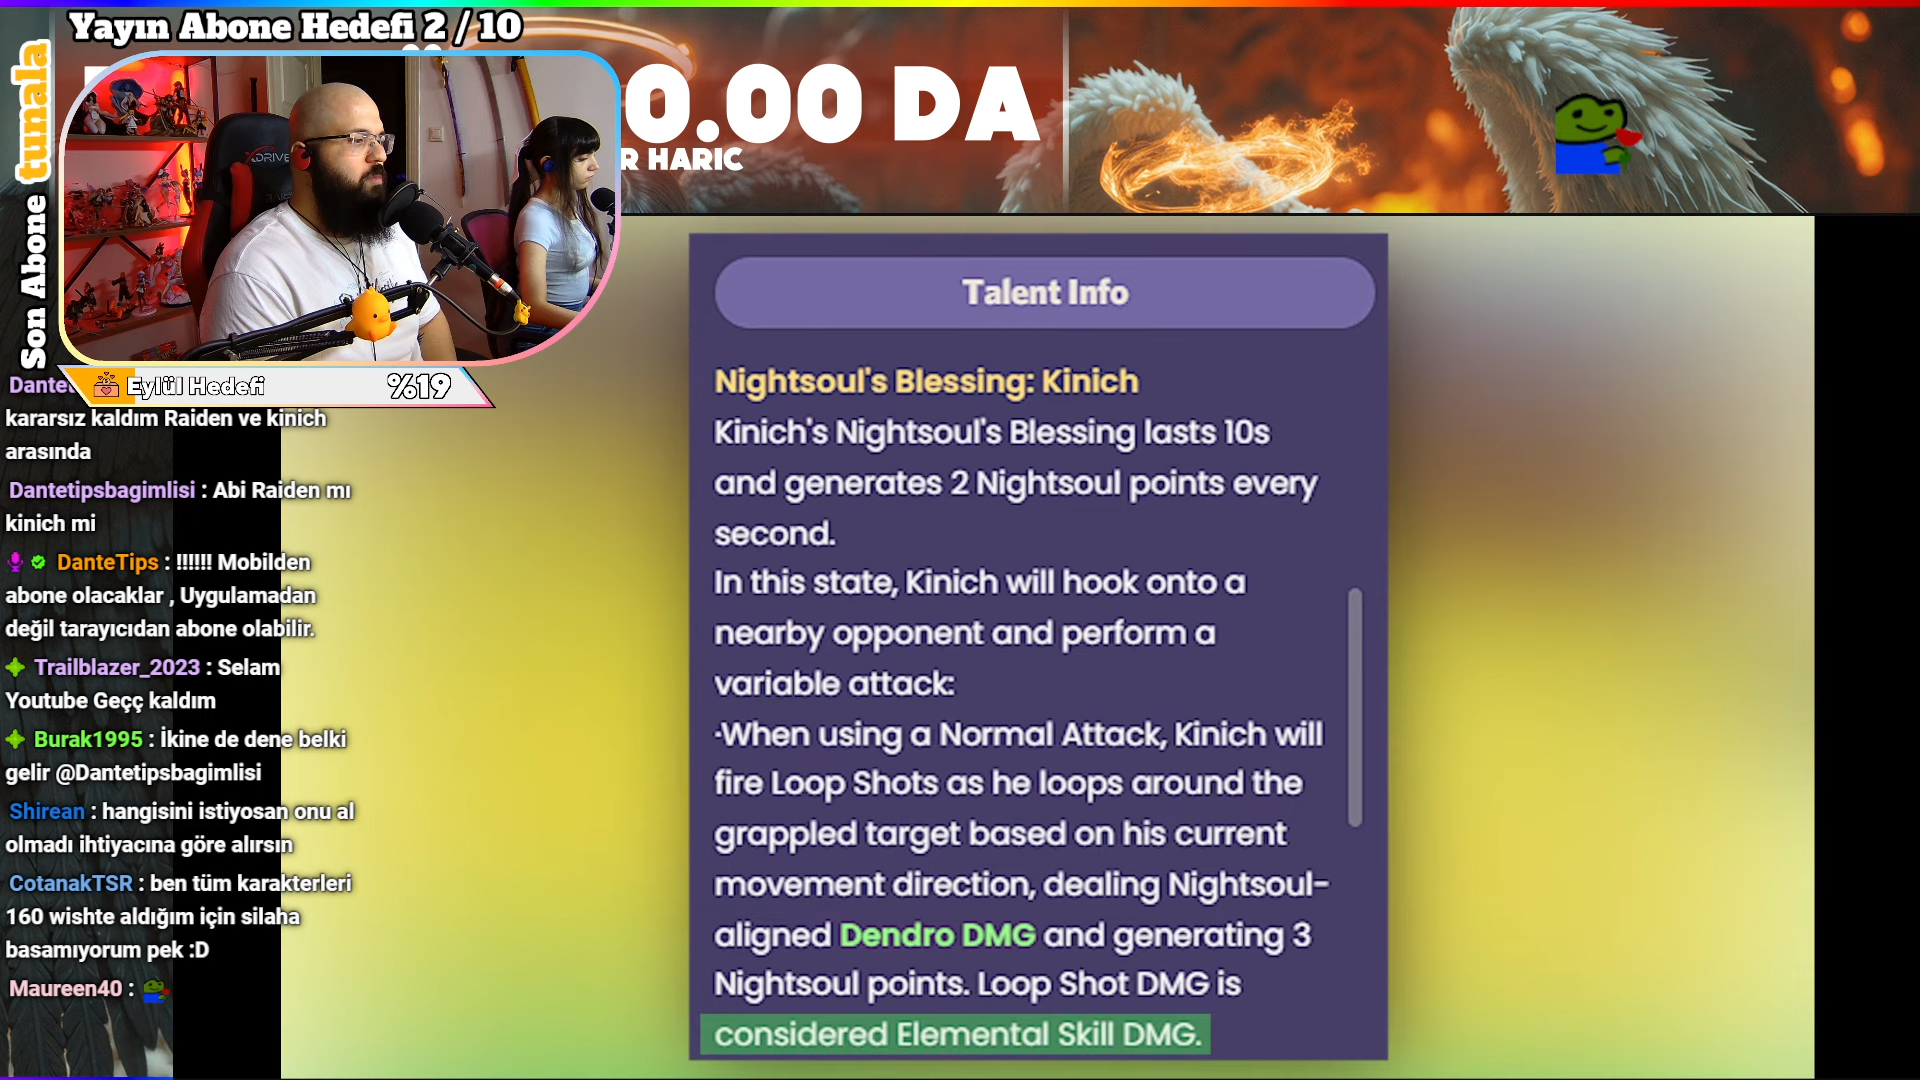 Yayın Abone Hedefi 2 / 10
0.00 DA
R HARIC
Son Abone tunala
XDRIVE
Eylül Hedefi %19
kararsız kaldım Raiden ve kinich
arasında
Dantetipsbagimlisi : Abi Raiden mı
kinich mi
DanteTips : !!!!!! Mobilden
abone olacaklar , Uygulamadan
değil tarayıcıdan abone olabilir.
Trailblazer_2023 : Selam
Youtube Geçç kaldım
Burak1995 : İkine de dene belki
gelir @Dantetipsbagimlisi
Shirean : hangisini istiyosan onu al
olmadı ihtiyacına göre alırsın
CotanakTSR : ben tüm karakterleri
160 wishte aldığım için silaha
basamıyorum pek :D
Maureen40 :
Talent Info
Nightsoul's Blessing: Kinich
Kinich's Nightsoul's Blessing lasts 10s
and generates 2 Nightsoul points every
second.
In this state, Kinich will hook onto a
nearby opponent and perform a
variable attack:
·When using a Normal Attack, Kinich will
fire Loop Shots as he loops around the
grappled target based on his current
movement direction, dealing Nightsoul-
aligned Dendro DMG and generating 3
Nightsoul points. Loop Shot DMG is
considered Elemental Skill DMG.